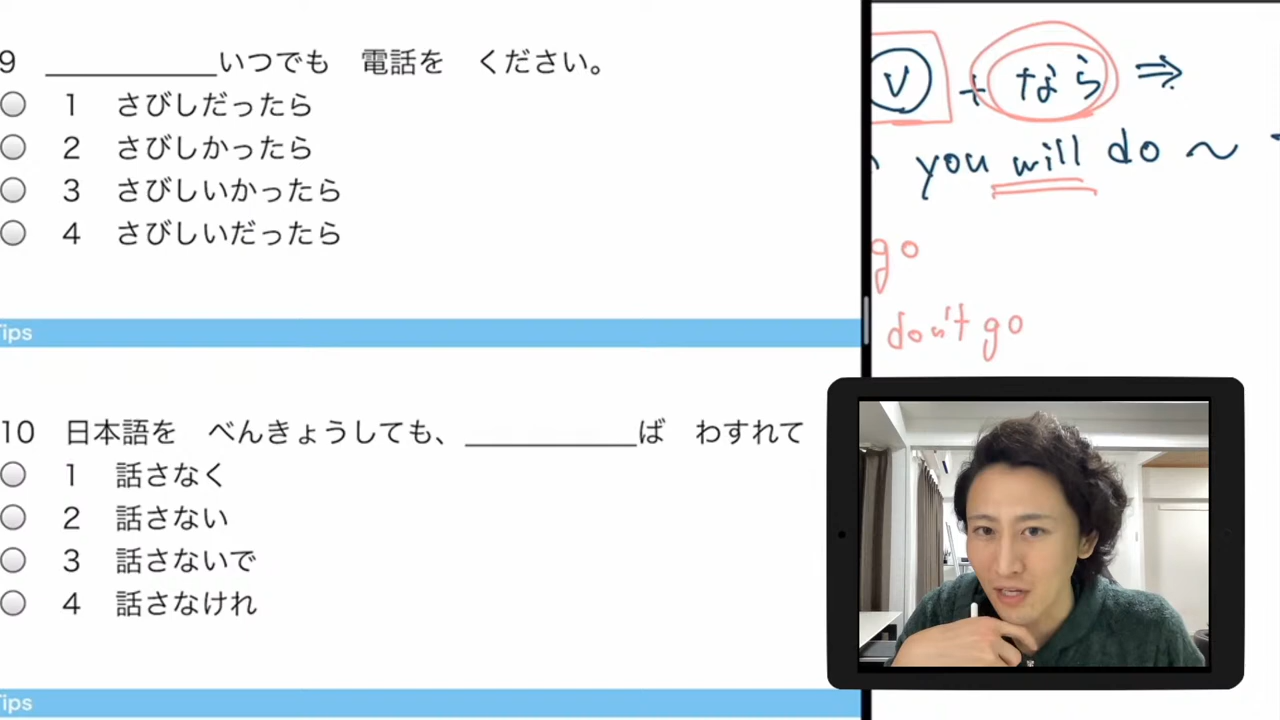 9 ＿＿＿＿＿いつでも 電話を ください。
1 さびしだったら
2 さびしかったら
3 さびしいかったら
4 さびしいだったら
Tips
10 日本語を べんきょうしても、＿＿＿＿＿ば わすれて
1 話さなく
2 話さない
3 話さないで
4 話さなけれ
Tips
V + なら ⇒
you will do ～
go
don't go